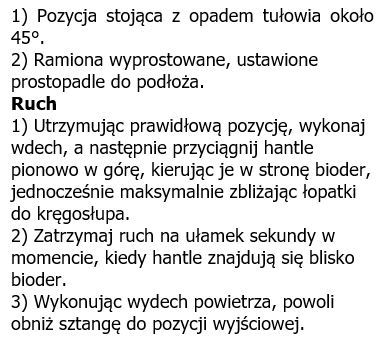 1) Pozycja stojąca z opadem tułowia około
45°.
2) Ramiona wyprostowane, ustawione
prostopadle do podłoża.
Ruch
1) Utrzymując prawidłową pozycję, wykonaj
wdech, a następnie przyciągnij hantle
pionowo w górę, kierując je w stronę bioder,
jednocześnie maksymalnie zbliżając łopatki
do kręgosłupa.
2) Zatrzymaj ruch na ułamek sekundy w
momencie, kiedy hantle znajdują się blisko
bioder.
3) Wykonując wydech powietrza, powoli
obniż sztangę do pozycji wyjściowej.